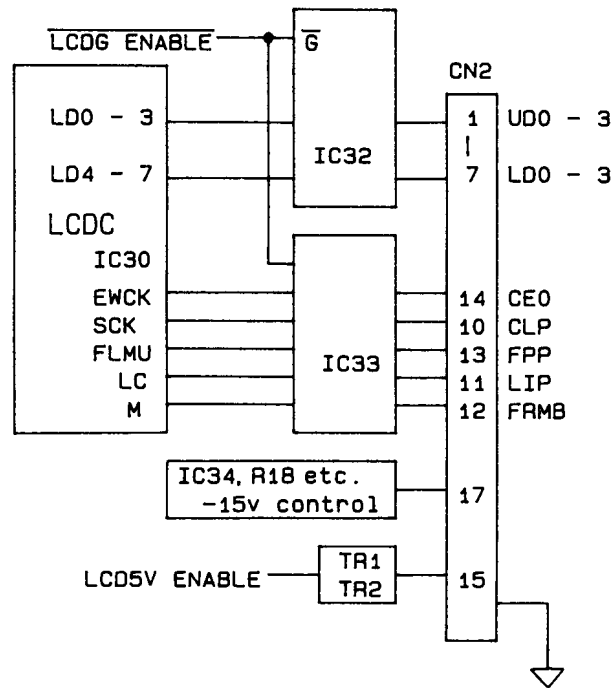 LCDG ENABLE
G
CN2
LD0 - 3
1
UD0 - 3
IC32
LD4 - 7
7
LD0 - 3
LCDC
IC30
EWCK
14
CEO
SCK
10
CLP
FLMU
13
FPP
IC33
LC
11
LIP
M
12
FRMB
IC34, R18 etc.
-15v control
17
LCD5V ENABLE
TR1
TR2
15